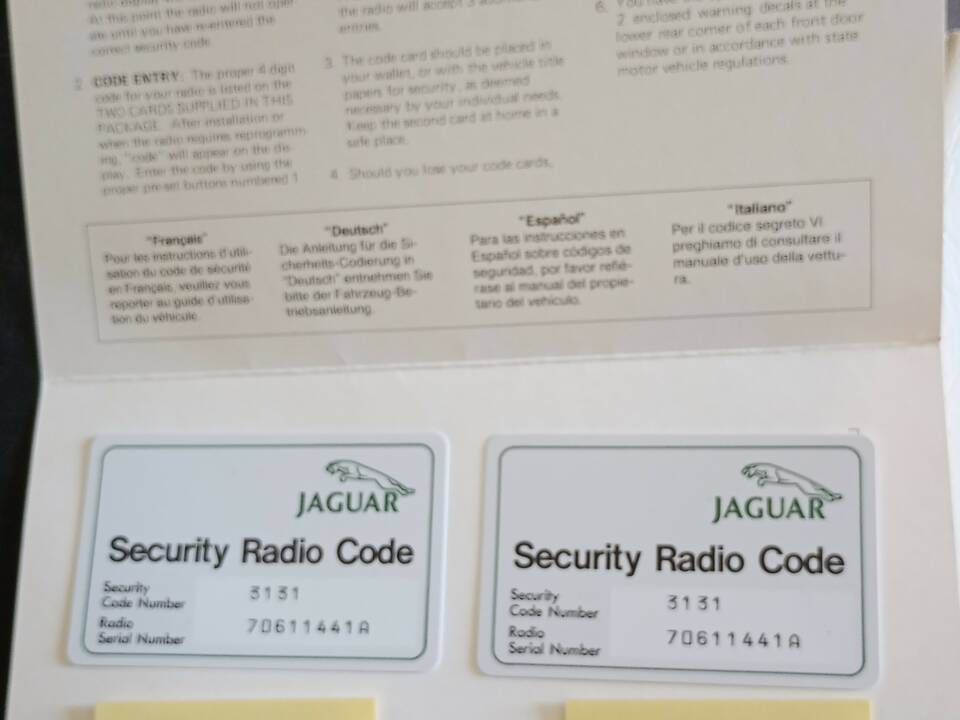 At this point the radio will not oper-
ate until you have re-entered the
correct security code.
2. CODE ENTRY: The proper 4 digit
code for your radio is listed on the
TWO CARDS SUPPLIED IN THIS
PACKAGE. After installation or
when the radio requires reprogramm
ing, "code" will appear on the dis-
play. Enter the code by using the
proper pre-set buttons numbered 1
the radio will accept 3
entries.
3. The code card should be placed in
your wallet, or with the vehicle title
papers for security, as deemed
necessary by your individual needs.
Keep the second card at home in a
safe place.
4. Should you lose your code cards,
6. You have
2 enclosed warning decals at the
lower rear corner of each front door
window or in accordance with state
motor vehicle regulations.
"Français"
Pour les instructions d'utili-
sation du code de sécurité
en Français, veuillez vous
reporter au guide d'utilisa-
tion du véhicule.
"Deutsch"
Die Anleitung für die Si-
cherheits-Codierung in
"Deutsch" entnehmen Sie
bitte der Fahrzeug-Be-
triebsanleitung.
"Español"
Para las instrucciones en
Español sobre códigos de
seguridad, por favor refié-
rase al manual del propie-
tario del vehículo.
"Italiano"
Per il codice segreto Vi
preghiamo di consultare il
manuale d'uso della vettu-
ra.
JAGUAR
Security Radio Code
Security
Code Number 3131
Radio
Serial Number 70611441A
JAGUAR
Security Radio Code
Security
Code Number 3131
Radio
Serial Number 70611441A